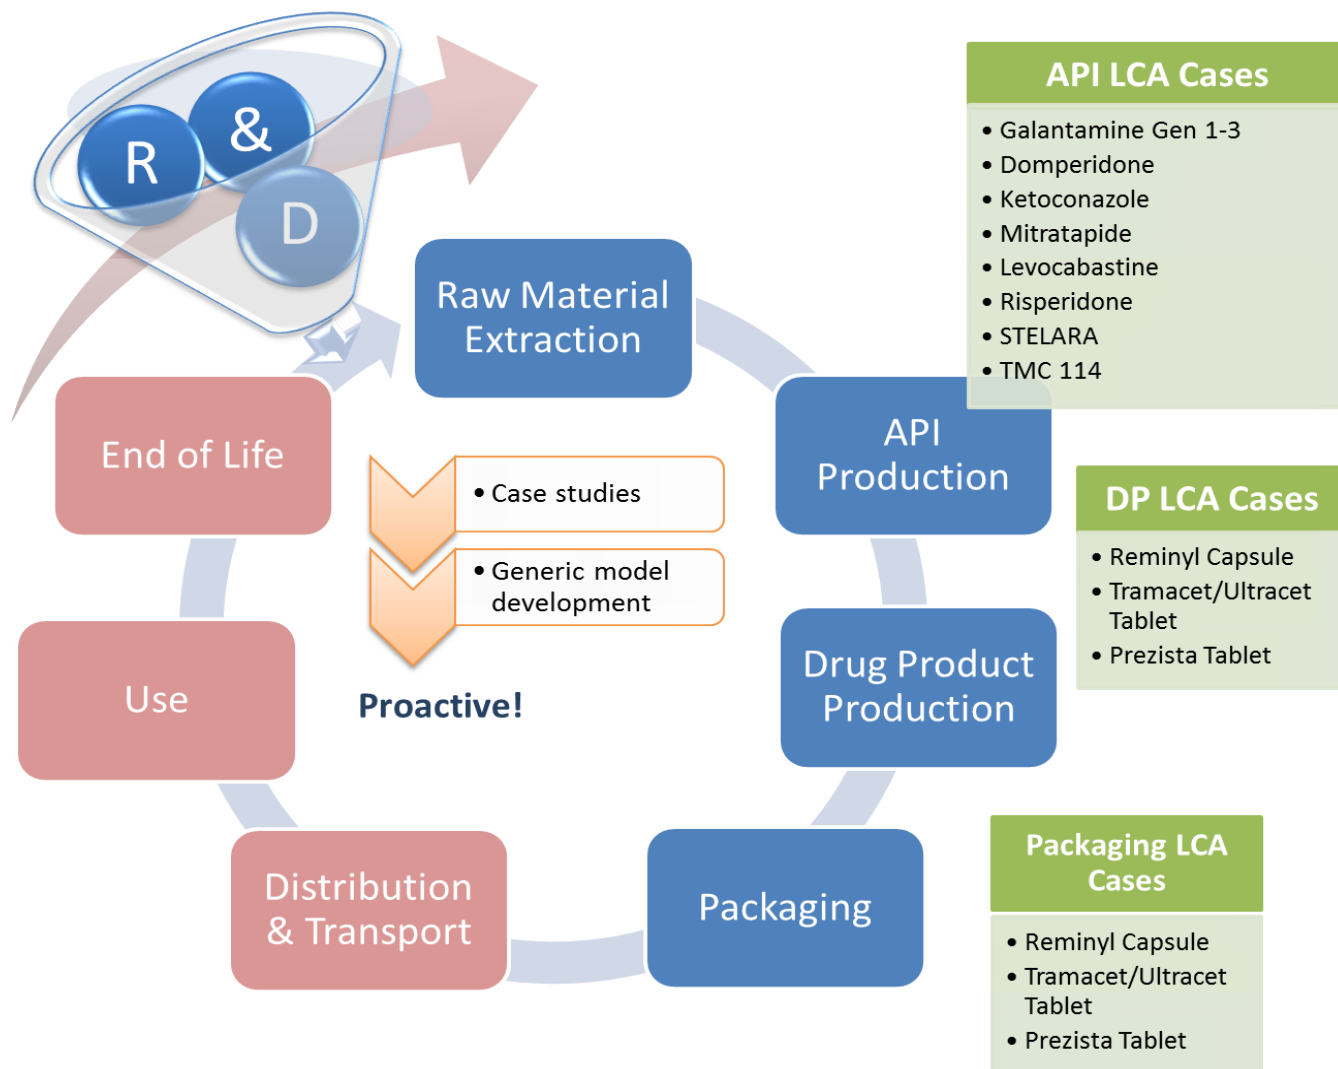 R
&
D
Raw Material
Extraction
API
Production
Drug Product
Production
Packaging
Distribution
& Transport
Use
End of Life
• Case studies
• Generic model
development
Proactive!
API LCA Cases
• Galantamine Gen 1-3
• Domperidone
• Ketoconazole
• Mitratapide
• Levocabastine
• Risperidone
• STELARA
• TMC 114
DP LCA Cases
• Reminyl Capsule
• Tramacet/Ultracet
Tablet
• Prezista Tablet
Packaging LCA
Cases
• Reminyl Capsule
• Tramacet/Ultracet
Tablet
• Prezista Tablet